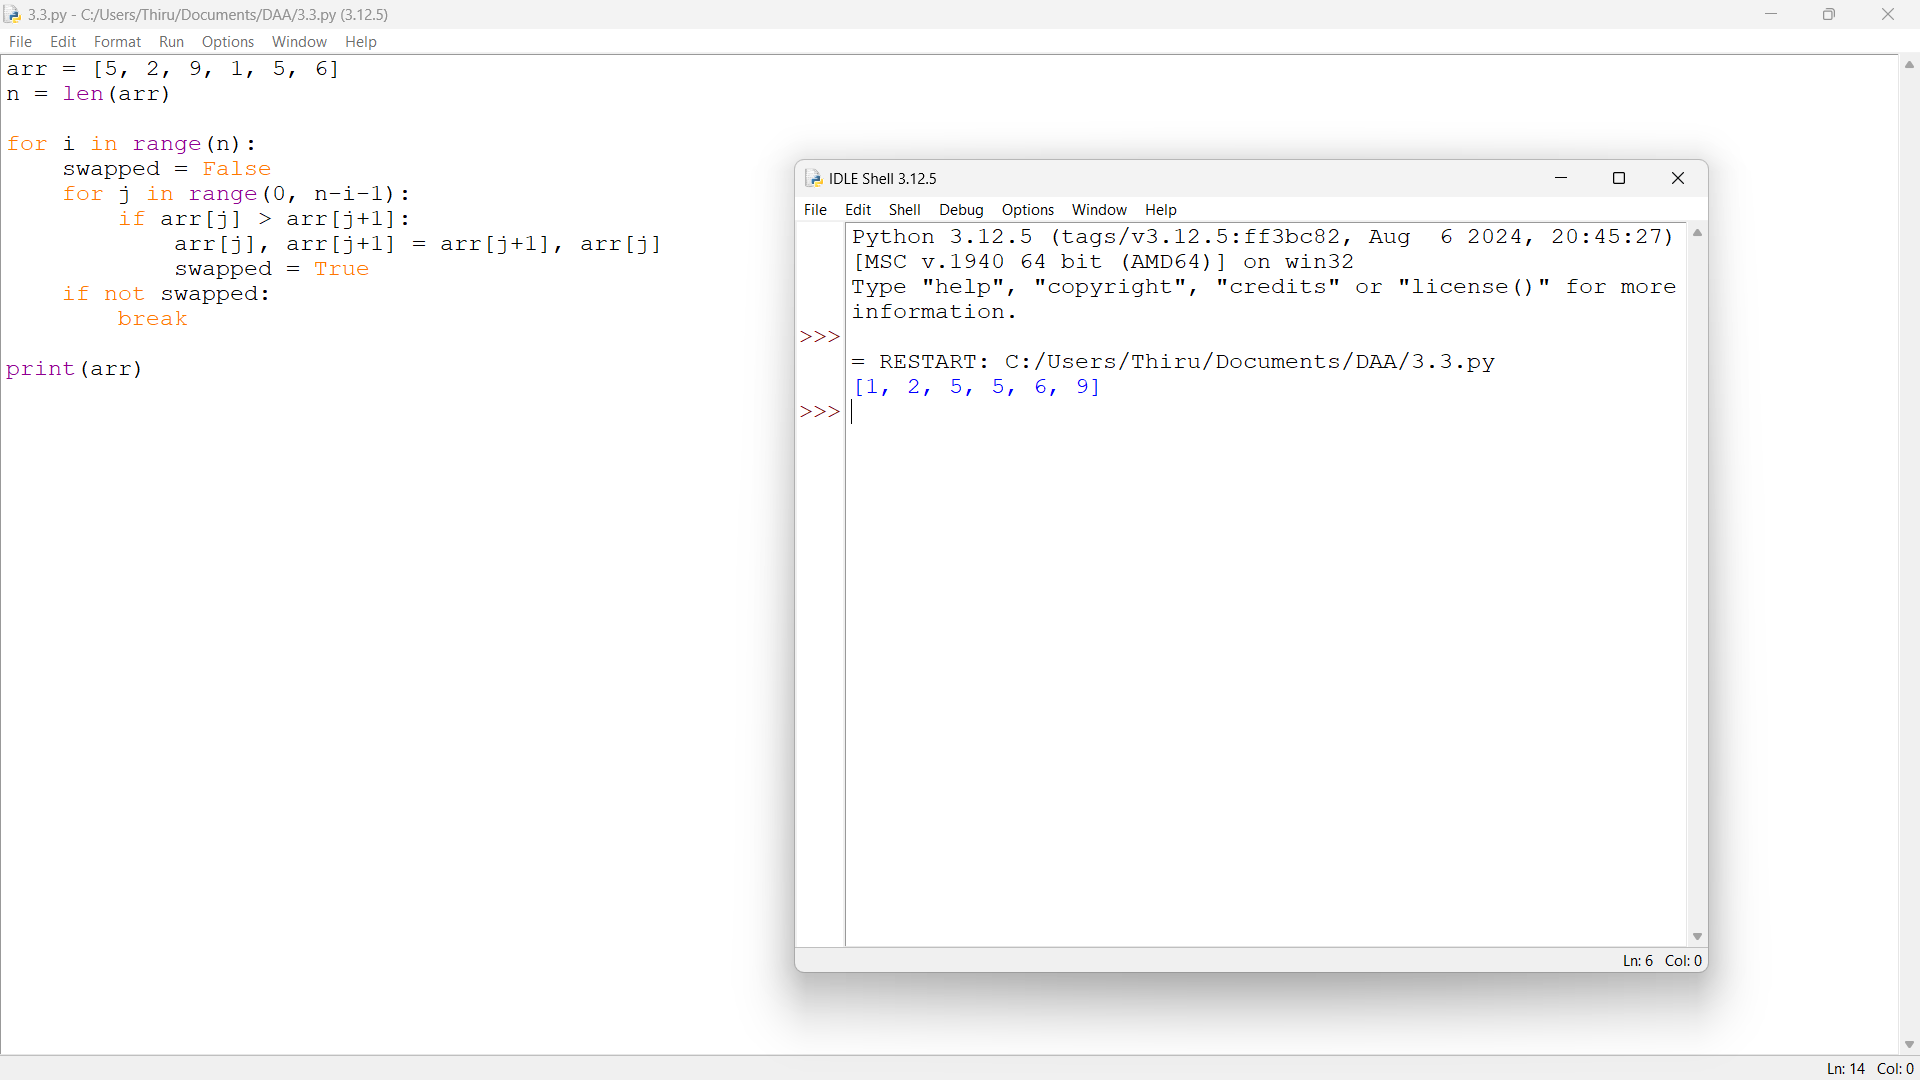 3.3.py - C:/Users/Thiru/Documents/DAA/3.3.py (3.12.5)
File Edit Format Run Options Window Help
arr = [5, 2, 9, 1, 5, 6]
n = len(arr)
for i in range(n):
    swapped = False
    for j in range(0, n-i-1):
        if arr[j] > arr[j+1]:
            arr[j], arr[j+1] = arr[j+1], arr[j]
            swapped = True
    if not swapped:
        break
print(arr)
IDLE Shell 3.12.5
File Edit Shell Debug Options Window Help
Python 3.12.5 (tags/v3.12.5:ff3bc82, Aug  6 2024, 20:45:27)
[MSC v.1940 64 bit (AMD64)] on win32
Type "help", "copyright", "credits" or "license()" for more
information.
>>>
= RESTART: C:/Users/Thiru/Documents/DAA/3.3.py
[1, 2, 5, 5, 6, 9]
>>>
Ln: 6 Col: 0
Ln: 14 Col: 0